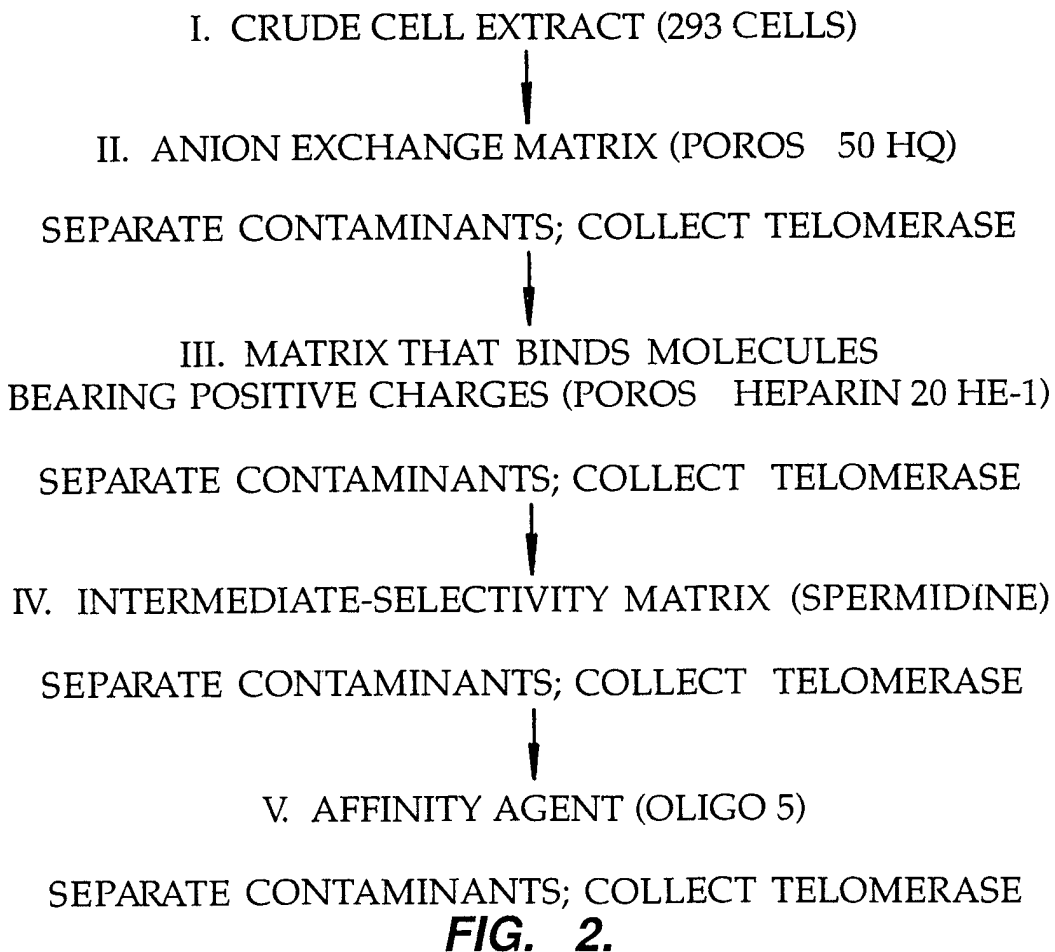 I. CRUDE CELL EXTRACT (293 CELLS)
II. ANION EXCHANGE MATRIX (POROS 50 HQ)
SEPARATE CONTAMINANTS; COLLECT TELOMERASE
III. MATRIX THAT BINDS MOLECULES
BEARING POSITIVE CHARGES (POROS HEPARIN 20 HE-1)
SEPARATE CONTAMINANTS; COLLECT TELOMERASE
IV. INTERMEDIATE-SELECTIVITY MATRIX (SPERMIDINE)
SEPARATE CONTAMINANTS; COLLECT TELOMERASE
V. AFFINITY AGENT (OLIGO 5)
SEPARATE CONTAMINANTS; COLLECT TELOMERASE
FIG. 2.